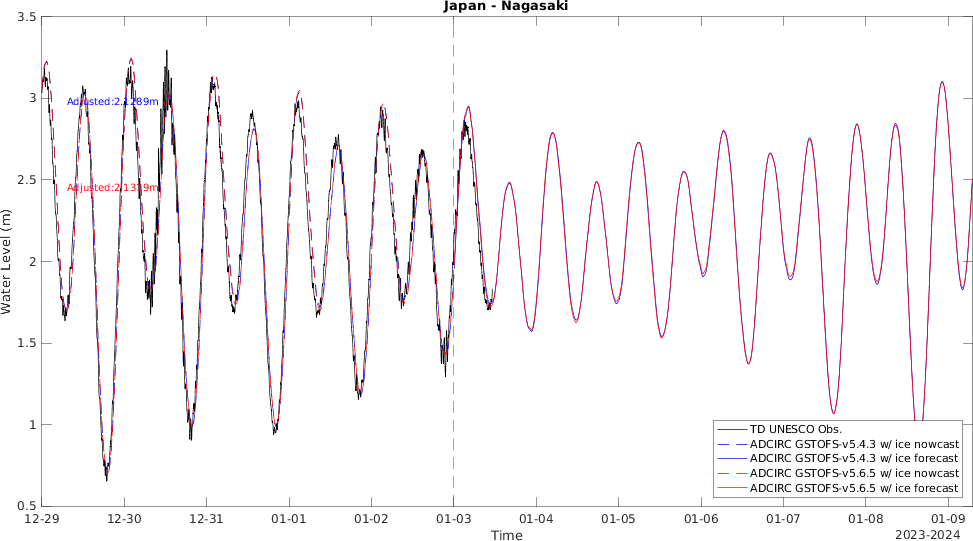 Japan - Nagasaki
3.5
3
2.5
2
1.5
1
0.5
Water Level (m)
Adjusted:2.1289m
Adjusted:2.1319m
TD UNESCO Obs.
ADCIRC GSTOFS-v5.4.3 w/ ice nowcast
ADCIRC GSTOFS-v5.4.3 w/ ice forecast
ADCIRC GSTOFS-v5.6.5 w/ ice nowcast
ADCIRC GSTOFS-v5.6.5 w/ ice forecast
12-29 12-30 12-31 01-01 01-02 01-03 01-04 01-05 01-06 01-07 01-08 01-09
Time
2023-2024